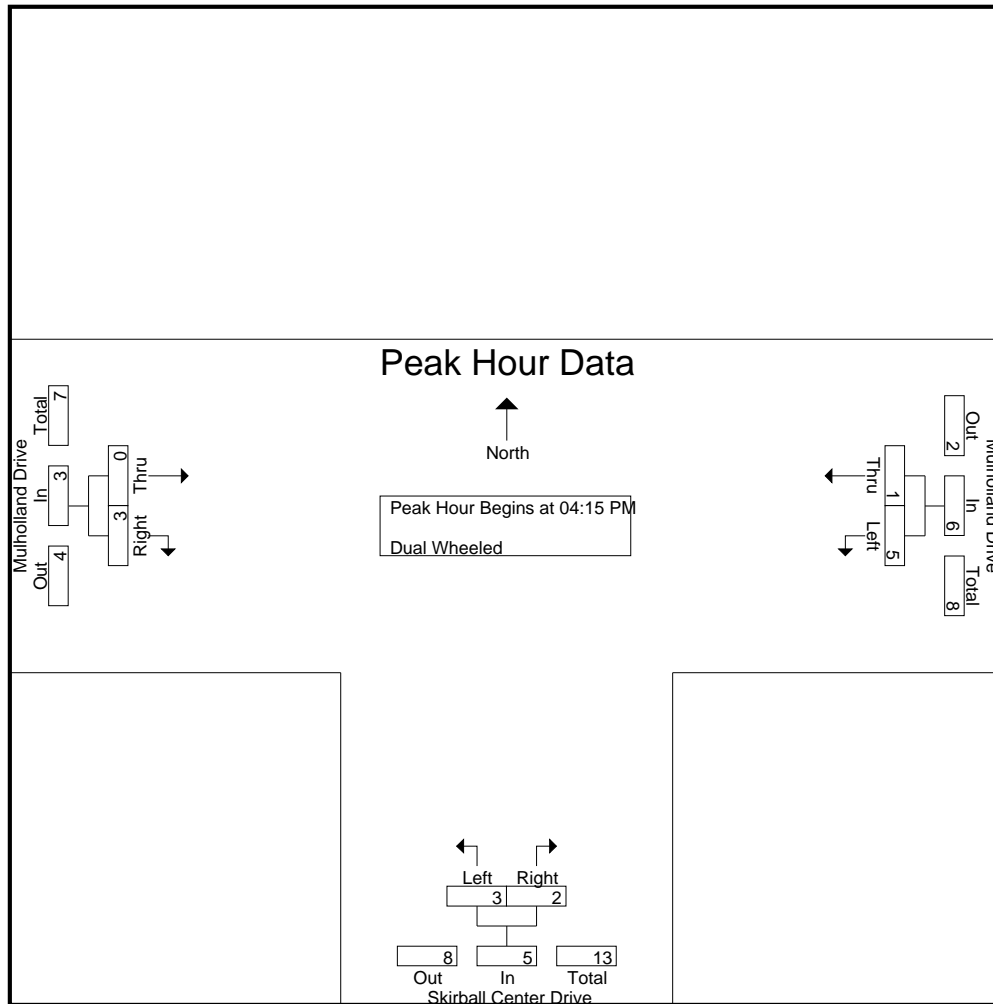 Peak Hour Data
North
Peak Hour Begins at 04:15 PM
Dual Wheeled
Mulholland Drive
Total
7
In
3
Out
4
0
Thru
3
Right
Mulholland Drive
Out
2
In
6
Total
8
Thru
1
Left
5
Left Right
3 2
8 5 13
Out In Total
Skirball Center Drive